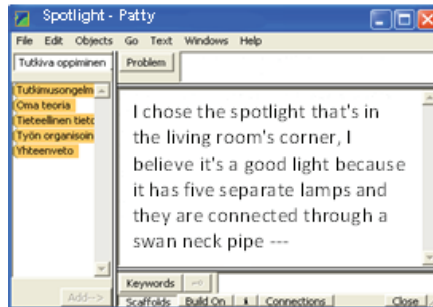 Spotlight - Patty
File Edit Objects Go Text Windows Help
Tutkiva oppiminen
Problem
Tutkimusongelm
Oma teoria
Tieteellinen tieto
Työn organisoin
Yhteenveto
I chose the spotlight that's in
the living room's corner, I
believe it's a good light because
it has five separate lamps and
they are connected through a
swan neck pipe ---
Add-->
Keywords
Scaffolds Build On Connections Close